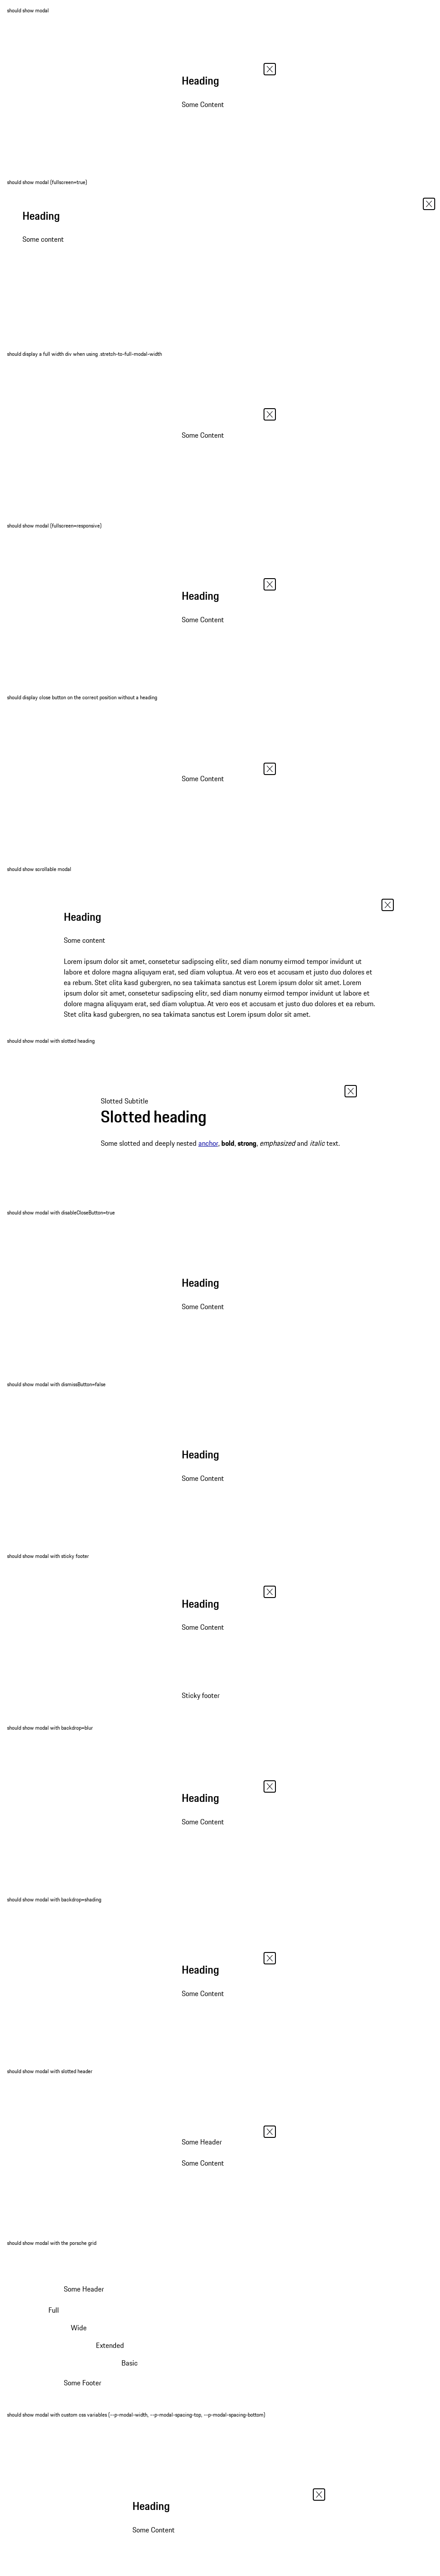 should show modal
Heading
Some Content
should show modal (fullscreen=true)
Heading
Some content
should display a full width div when using .stretch-to-full-modal-width
Some Content
should show modal (fullscreen=responsive)
Heading
Some Content
should display close button on the correct position without a heading
Some Content
should show scrollable modal
Heading
Some content
Lorem ipsum dolor sit amet, consetetur sadipscing elitr, sed diam nonumy eirmod tempor invidunt ut
labore et dolore magna aliquyam erat, sed diam voluptua. At vero eos et accusam et justo duo dolores et
ea rebum. Stet clita kasd gubergren, no sea takimata sanctus est Lorem ipsum dolor sit amet. Lorem
ipsum dolor sit amet, consetetur sadipscing elitr, sed diam nonumy eirmod tempor invidunt ut labore et
dolore magna aliquyam erat, sed diam voluptua. At vero eos et accusam et justo duo dolores et ea rebum.
Stet clita kasd gubergren, no sea takimata sanctus est Lorem ipsum dolor sit amet.
should show modal with slotted heading
Slotted Subtitle
Slotted heading
Some slotted and deeply nested anchor, bold, strong, emphasized and italic text.
should show modal with disableCloseButton=true
Heading
Some Content
should show modal with dismissButton=false
Heading
Some Content
should show modal with sticky footer
Heading
Some Content
Sticky footer
should show modal with backdrop=blur
Heading
Some Content
should show modal with backdrop=shading
Heading
Some Content
should show modal with slotted header
Some Header
Some Content
should show modal with the porsche grid
Some Header
Full
Wide
Extended
Basic
Some Footer
should show modal with custom css variables (--p-modal-width, --p-modal-spacing-top, --p-modal-spacing-bottom)
Heading
Some Content